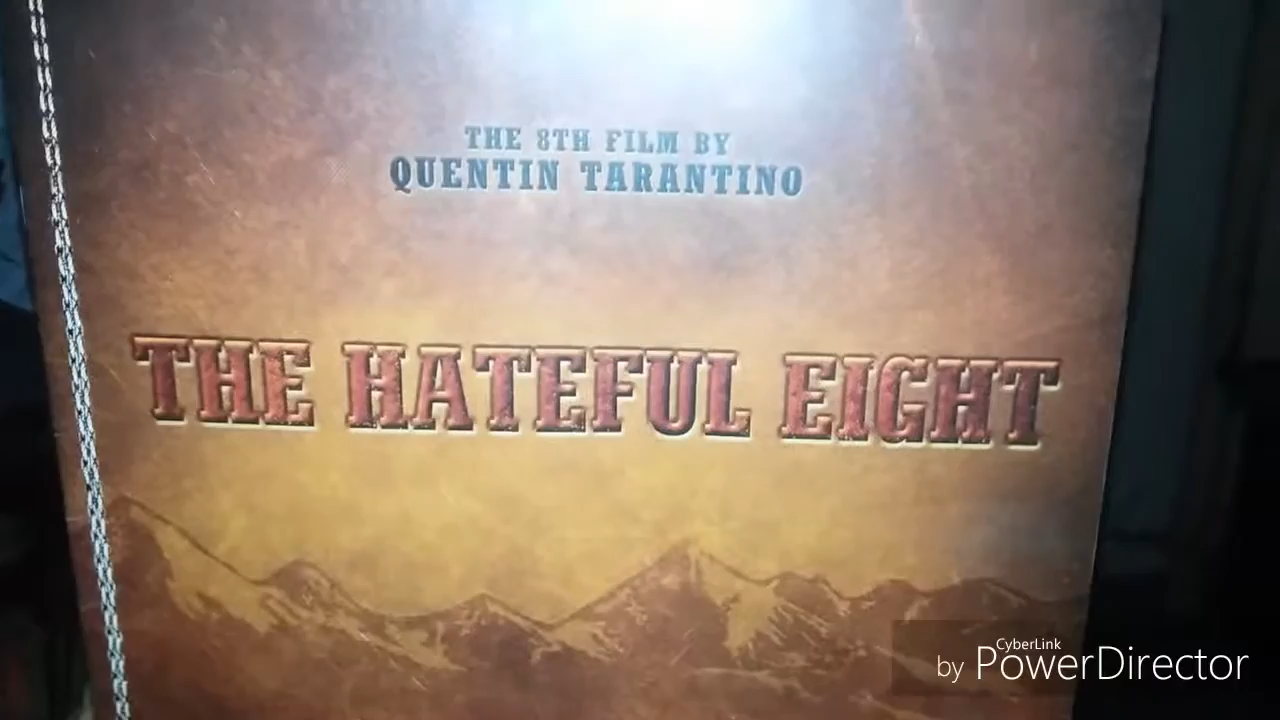 THE 8TH FILM BY
QUENTIN TARANTINO
THE HATEFUL EIGHT
CyberLink
by PowerDirector